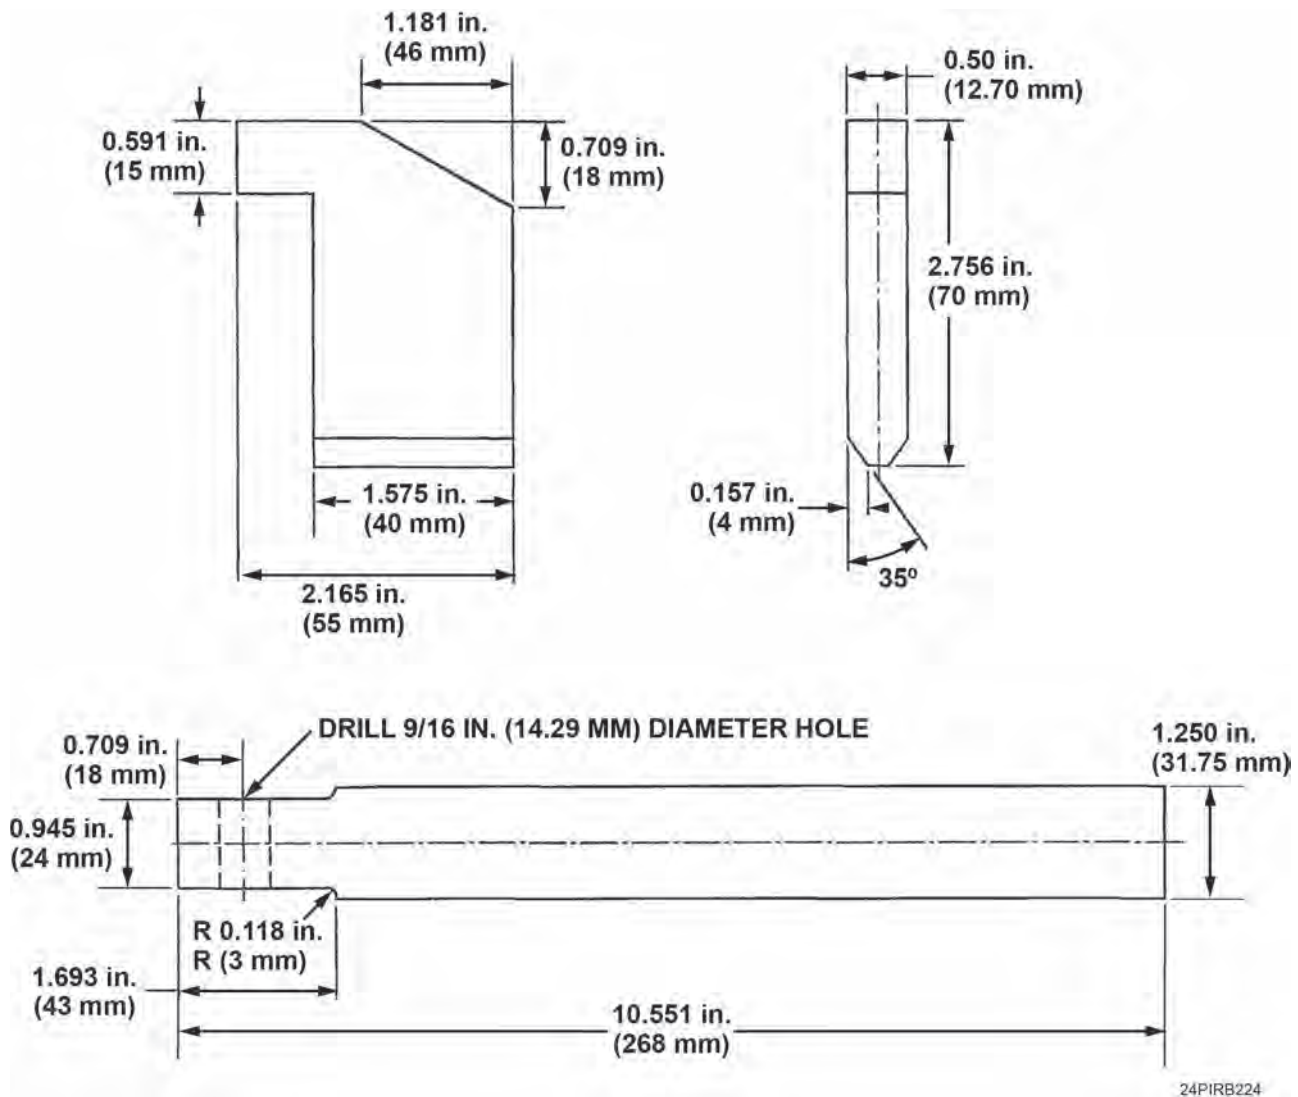 1.181 in.
(46 mm)
0.50 in.
(12.70 mm)
0.591 in.
(15 mm)
0.709 in.
(18 mm)
2.756 in.
(70 mm)
1.575 in.
(40 mm)
0.157 in.
(4 mm)
35º
2.165 in.
(55 mm)
DRILL 9/16 IN. (14.29 MM) DIAMETER HOLE
0.709 in.
(18 mm)
1.250 in.
(31.75 mm)
0.945 in.
(24 mm)
R 0.118 in.
R (3 mm)
1.693 in.
(43 mm)
10.551 in.
(268 mm)
24PIRB224